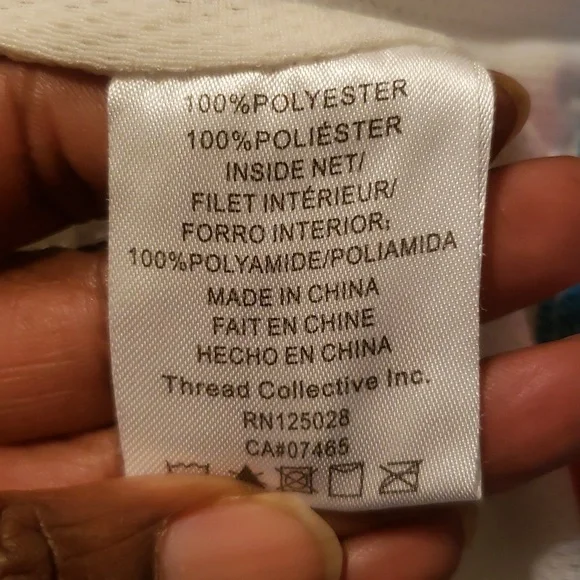 100%POLYESTER
100%POLIÉSTER
INSIDE NET/
FILET INTÉRIEUR/
FORRO INTERIOR:
100%POLYAMIDE/POLIAMIDA
MADE IN CHINA
FAIT EN CHINE
HECHO EN CHINA
Thread Collective Inc.
RN125028
CA#07465